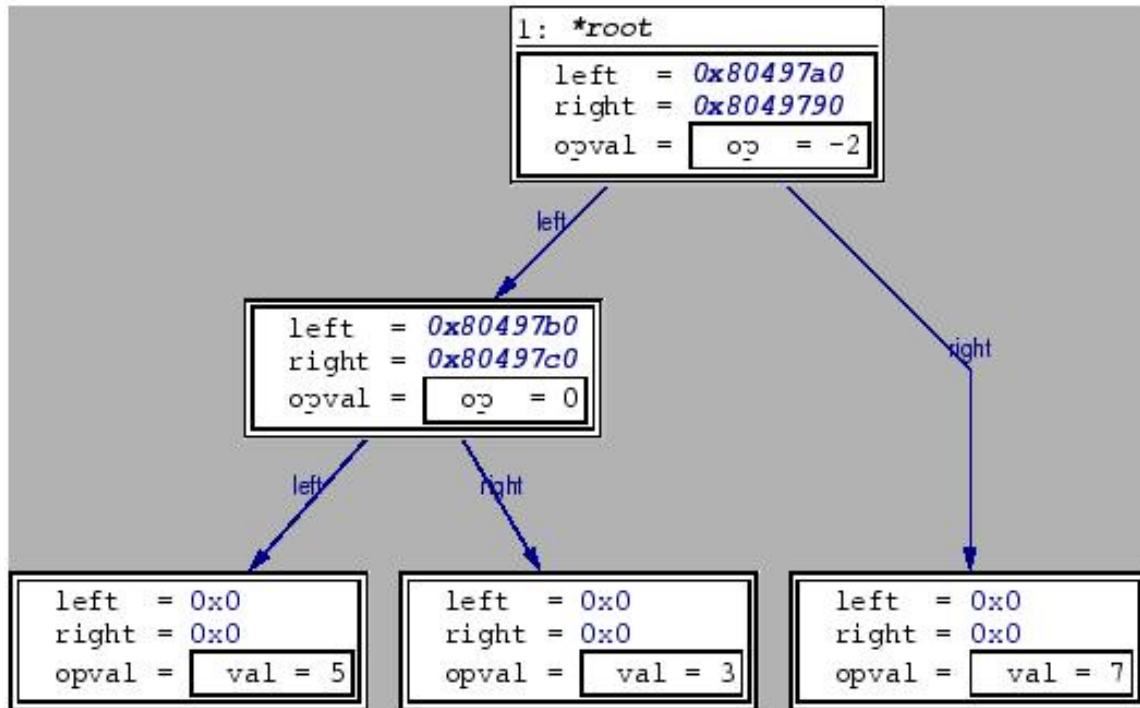 1: *root
left = 0x80497a0
right = 0x8049790
opval = op = -2
left
right
left = 0x80497b0
right = 0x80497c0
opval = op = 0
left
right
left = 0x0
right = 0x0
opval = val = 5
left = 0x0
right = 0x0
opval = val = 3
left = 0x0
right = 0x0
opval = val = 7